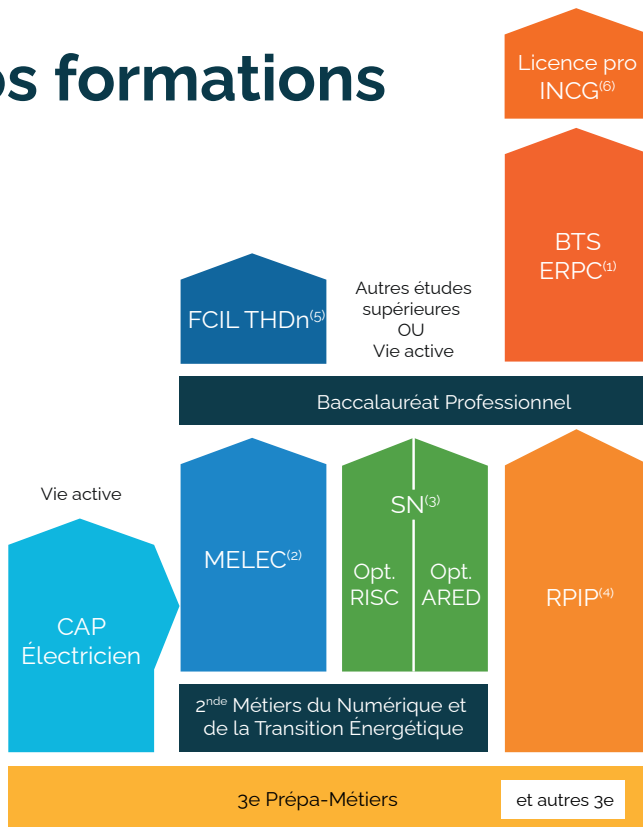 os formations
Licence pro
INCG(6)
BTS
ERPC(1)
FCIL THDn(5)
Autres études
supérieures
OU
Vie active
Baccalauréat Professionnel
Vie active
CAP
Électricien
MELEC(2)
SN(3)
Opt.
RISC
Opt.
ARED
RPIP(4)
2nde Métiers du Numérique et
de la Transition Énergétique
3e Prépa-Métiers
et autres 3e